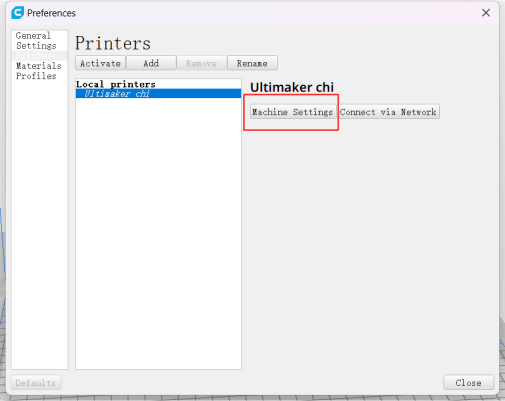 Preferences
General
Settings
Materials
Profiles
Printers
Activate Add Remove Rename
Local printers
Ultimaker chi
Ultimaker chi
Machine Settings Connect via Network
Defaults
Close